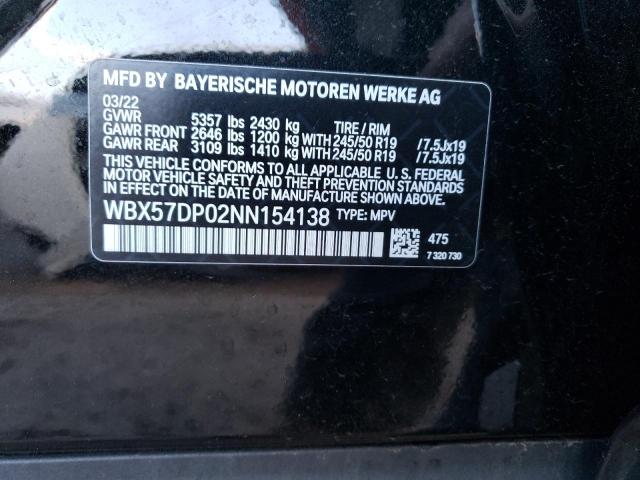 MFD BY BAYERISCHE MOTOREN WERKE AG
03/22
GVWR 5357 lbs 2430 kg TIRE / RIM
GAWR FRONT 2646 lbs 1200 kg WITH 245/50 R19 /7.5Jx19
GAWR REAR 3109 lbs 1410 kg WITH 245/50 R19 /7.5Jx19
THIS VEHICLE CONFORMS TO ALL APPLICABLE U.S. FEDERAL
MOTOR VEHICLE SAFETY AND THEFT PREVENTION STANDARDS
IN EFFECT ON THE DATE OF MANUFACTURE SHOWN ABOVE.
WBX57DP02NN154138 TYPE: MPV
475
7 320 730